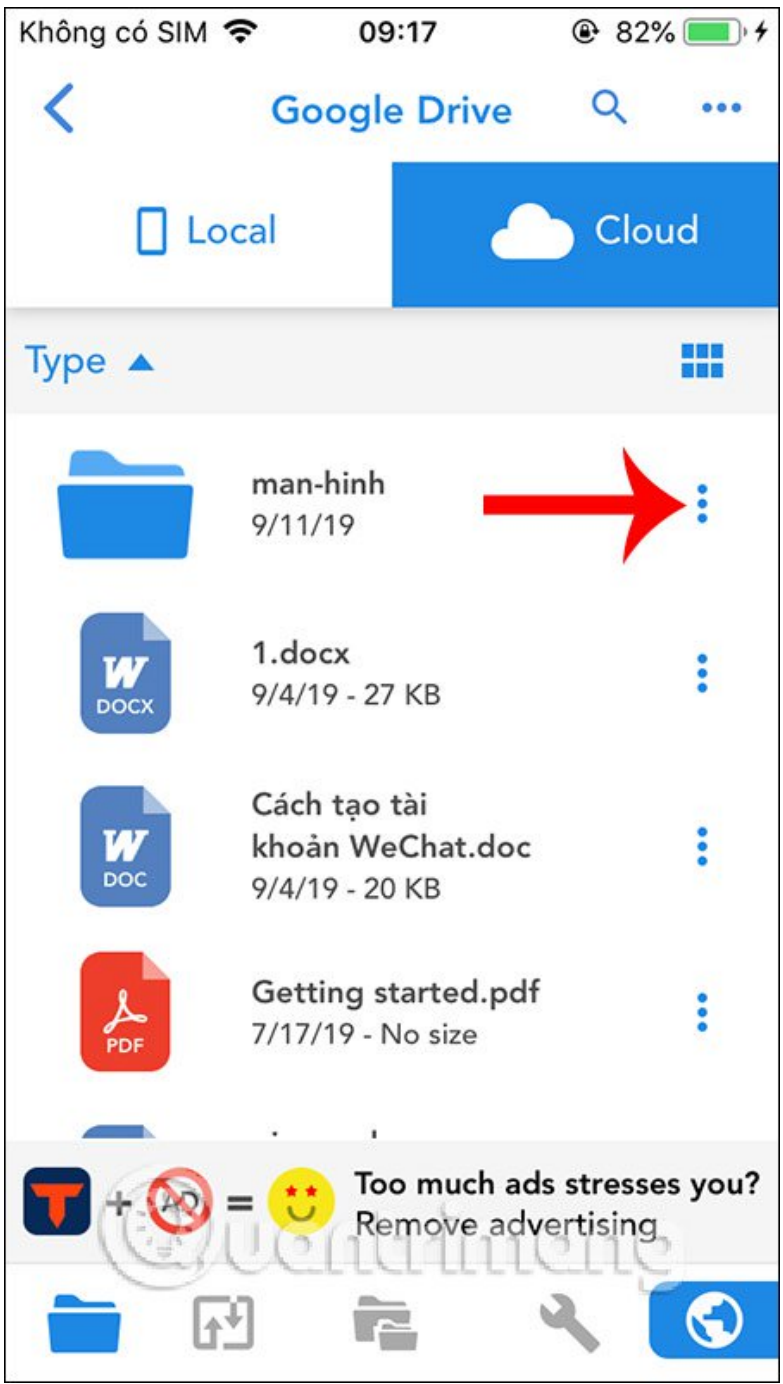 Không có SIM 09:17 82%
Google Drive
Local Cloud
Type
man-hinh
9/11/19
1.docx
W
DOCX
9/4/19 - 27 KB
Cách tạo tài
khoản WeChat.doc
W
DOC
9/4/19 - 20 KB
Getting started.pdf
PDF
7/17/19 - No size
T + AD = Too much ads stresses you?
Remove advertising
Quantrimang